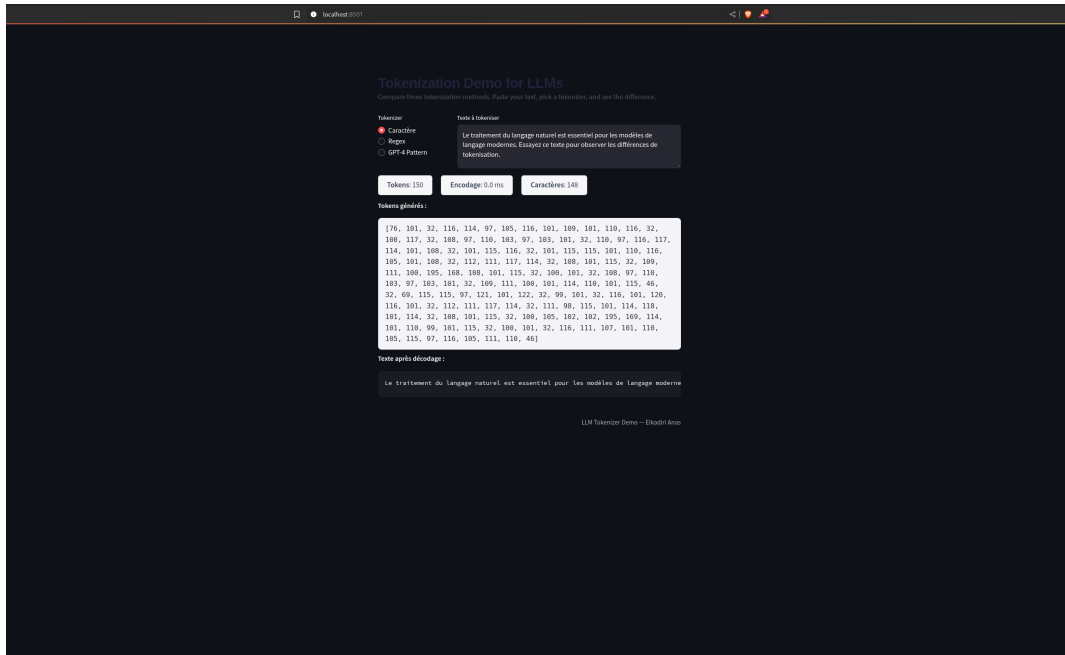 localhost:8501
Tokenization Demo for LLMs
Compare three tokenization methods. Paste your text, pick a tokenizer, and see the difference.
Tokenizer
Caractère
Regex
GPT-4 Pattern
Texte à tokeniser
Le traitement du langage naturel est essentiel pour les modèles de
langage modernes. Essayez ce texte pour observer les différences de
tokenisation.
Tokens: 150
Encodage: 0.0 ms
Caractères: 148
Tokens générés :
[76, 101, 32, 116, 114, 97, 105, 116, 101, 109, 101, 110, 116, 32,
100, 117, 32, 108, 97, 110, 103, 97, 103, 101, 32, 110, 97, 116, 117,
114, 101, 108, 32, 101, 115, 116, 32, 101, 115, 115, 101, 110, 116,
105, 101, 108, 32, 112, 111, 117, 114, 32, 108, 101, 115, 32, 109,
111, 100, 195, 168, 108, 101, 115, 32, 100, 101, 32, 108, 97, 110,
103, 97, 103, 101, 32, 109, 111, 100, 101, 114, 110, 101, 115, 46,
32, 69, 115, 115, 97, 121, 101, 122, 32, 99, 101, 32, 116, 101, 120,
116, 101, 32, 112, 111, 117, 114, 32, 111, 98, 115, 101, 114, 118,
101, 114, 32, 108, 101, 115, 32, 100, 105, 102, 102, 195, 169, 114,
101, 110, 99, 101, 115, 32, 100, 101, 32, 116, 111, 107, 101, 110,
105, 115, 97, 116, 105, 111, 110, 46]
Texte après décodage :
Le traitement du langage naturel est essentiel pour les modèles de langage moderne
LLM Tokenizer Demo — Elkadiri Anas